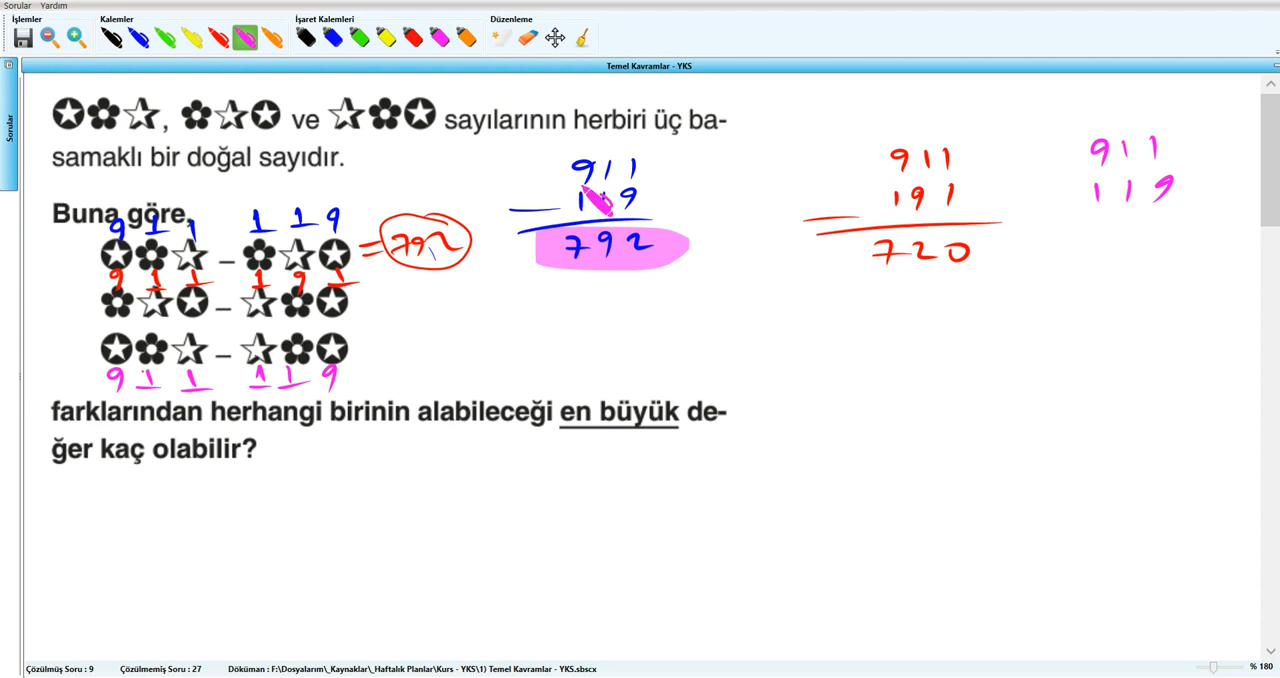 Sorular Yardım
İşlemler Kalemler İşaret Kalemleri Düzenleme
Temel Kavramlar - YKS
Sorular
✪✿☆, ✿☆✪ ve ☆✿✪ sayılarının herbiri üç ba-
samaklı bir doğal sayıdır.
Buna göre,
9 1 1 1 1 9
✪✿☆ – ✿☆✪ = 792
9 1 1 1 9 1
✿☆✪ – ☆✿✪
✪✿☆ – ☆✿✪
9 1 1 1 1 9
farklarından herhangi birinin alabileceği en büyük de-
ğer kaç olabilir?
911
119
—
792
911
191
—
720
911
119
Çözülmüş Soru : 9 Çözülmemiş Soru : 27 Döküman : F:\Dosyalarım\_Kaynaklar\_Haftalık Planlar\Kurs - YKS\1) Temel Kavramlar - YKS.sbscx % 180